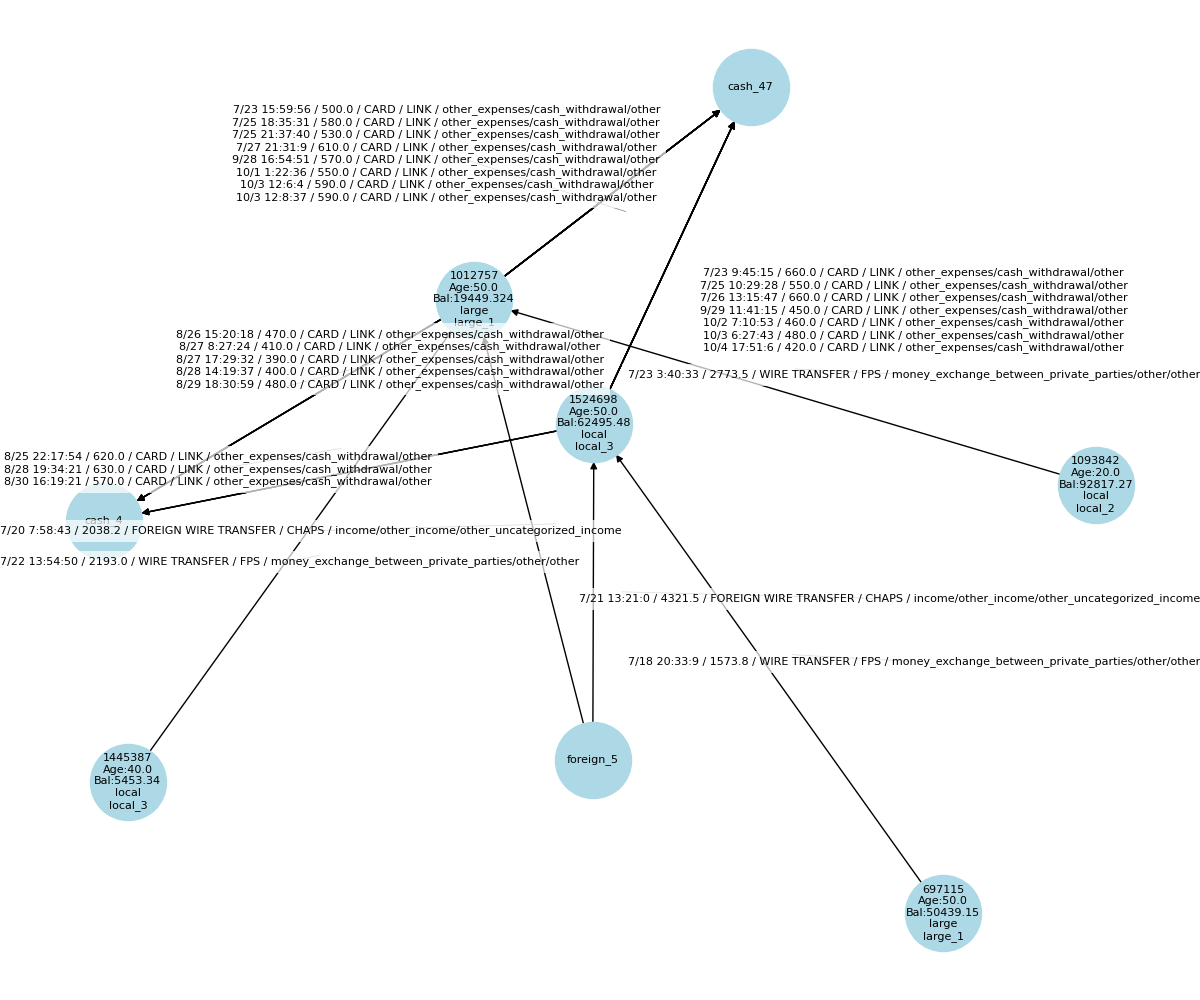 cash_47
7/23 15:59:56 / 500.0 / CARD / LINK / other_expenses/cash_withdrawal/other
7/25 18:35:31 / 580.0 / CARD / LINK / other_expenses/cash_withdrawal/other
7/25 21:37:40 / 530.0 / CARD / LINK / other_expenses/cash_withdrawal/other
7/27 21:31:9 / 610.0 / CARD / LINK / other_expenses/cash_withdrawal/other
9/28 16:54:51 / 570.0 / CARD / LINK / other_expenses/cash_withdrawal/other
10/1 1:22:36 / 550.0 / CARD / LINK / other_expenses/cash_withdrawal/other
10/3 12:6:4 / 590.0 / CARD / LINK / other_expenses/cash_withdrawal/other
10/3 12:8:37 / 590.0 / CARD / LINK / other_expenses/cash_withdrawal/other
1012757
Age:50.0
Bal:19449.324
large
large_1
7/23 9:45:15 / 660.0 / CARD / LINK / other_expenses/cash_withdrawal/other
7/25 10:29:28 / 550.0 / CARD / LINK / other_expenses/cash_withdrawal/other
7/26 13:15:47 / 660.0 / CARD / LINK / other_expenses/cash_withdrawal/other
9/29 11:41:15 / 450.0 / CARD / LINK / other_expenses/cash_withdrawal/other
10/2 7:10:53 / 460.0 / CARD / LINK / other_expenses/cash_withdrawal/other
10/3 6:27:43 / 480.0 / CARD / LINK / other_expenses/cash_withdrawal/other
10/4 17:51:6 / 420.0 / CARD / LINK / other_expenses/cash_withdrawal/other
8/26 15:20:18 / 470.0 / CARD / LINK / other_expenses/cash_withdrawal/other
8/27 8:27:24 / 410.0 / CARD / LINK / other_expenses/cash_withdrawal/other
8/27 17:29:32 / 390.0 / CARD / LINK / other_expenses/cash_withdrawal/other
8/28 14:19:37 / 400.0 / CARD / LINK / other_expenses/cash_withdrawal/other
8/29 18:30:59 / 480.0 / CARD / LINK / other_expenses/cash_withdrawal/other
7/23 3:40:33 / 2773.5 / WIRE TRANSFER / FPS / money_exchange_between_private_parties/other/other
1524698
Age:50.0
Bal:62495.48
local
local_3
8/25 22:17:54 / 620.0 / CARD / LINK / other_expenses/cash_withdrawal/other
8/28 19:34:21 / 630.0 / CARD / LINK / other_expenses/cash_withdrawal/other
8/30 16:19:21 / 570.0 / CARD / LINK / other_expenses/cash_withdrawal/other
1093842
Age:20.0
Bal:92817.27
local
local_2
cash_4
7/20 7:58:43 / 2038.2 / FOREIGN WIRE TRANSFER / CHAPS / income/other_income/other_uncategorized_income
7/22 13:54:50 / 2193.0 / WIRE TRANSFER / FPS / money_exchange_between_private_parties/other/other
7/21 13:21:0 / 4321.5 / FOREIGN WIRE TRANSFER / CHAPS / income/other_income/other_uncategorized_income
7/18 20:33:9 / 1573.8 / WIRE TRANSFER / FPS / money_exchange_between_private_parties/other/other
1445387
Age:40.0
Bal:5453.34
local
local_3
foreign_5
697115
Age:50.0
Bal:50439.15
large
large_1